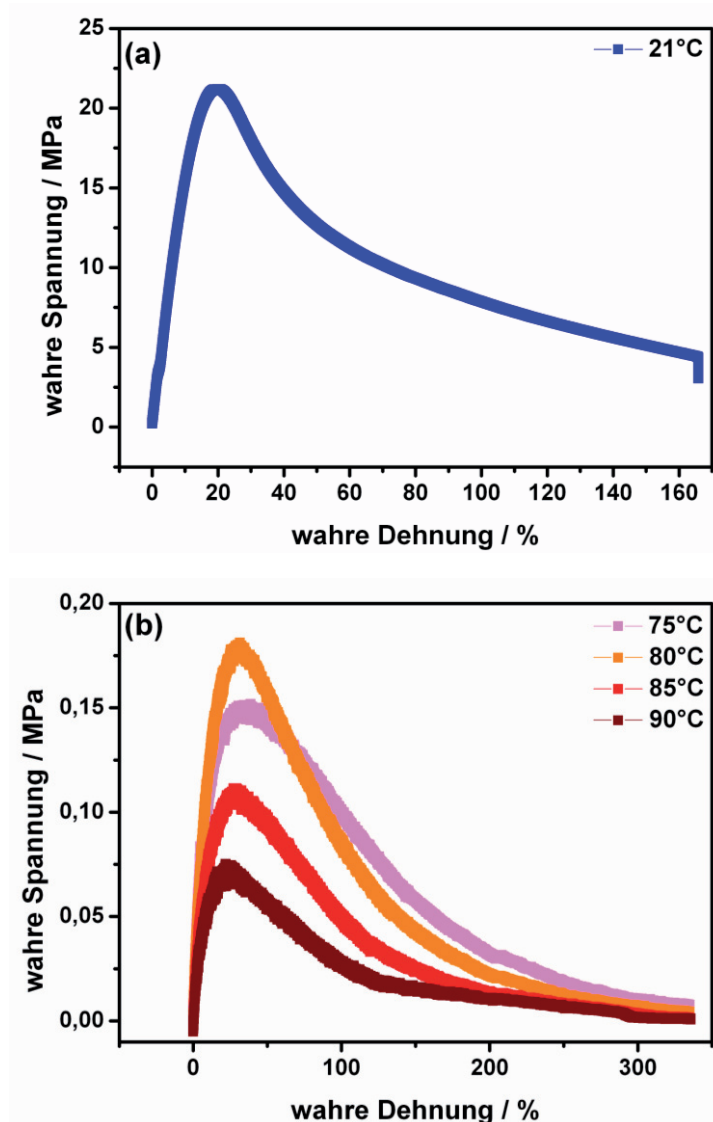 (a)
21°C
25
20
15
10
5
0
wahre Spannung / MPa
0 20 40 60 80 100 120 140 160
wahre Dehnung / %
(b)
75°C
80°C
85°C
90°C
0,20
0,15
0,10
0,05
0,00
wahre Spannung / MPa
0 100 200 300
wahre Dehnung / %